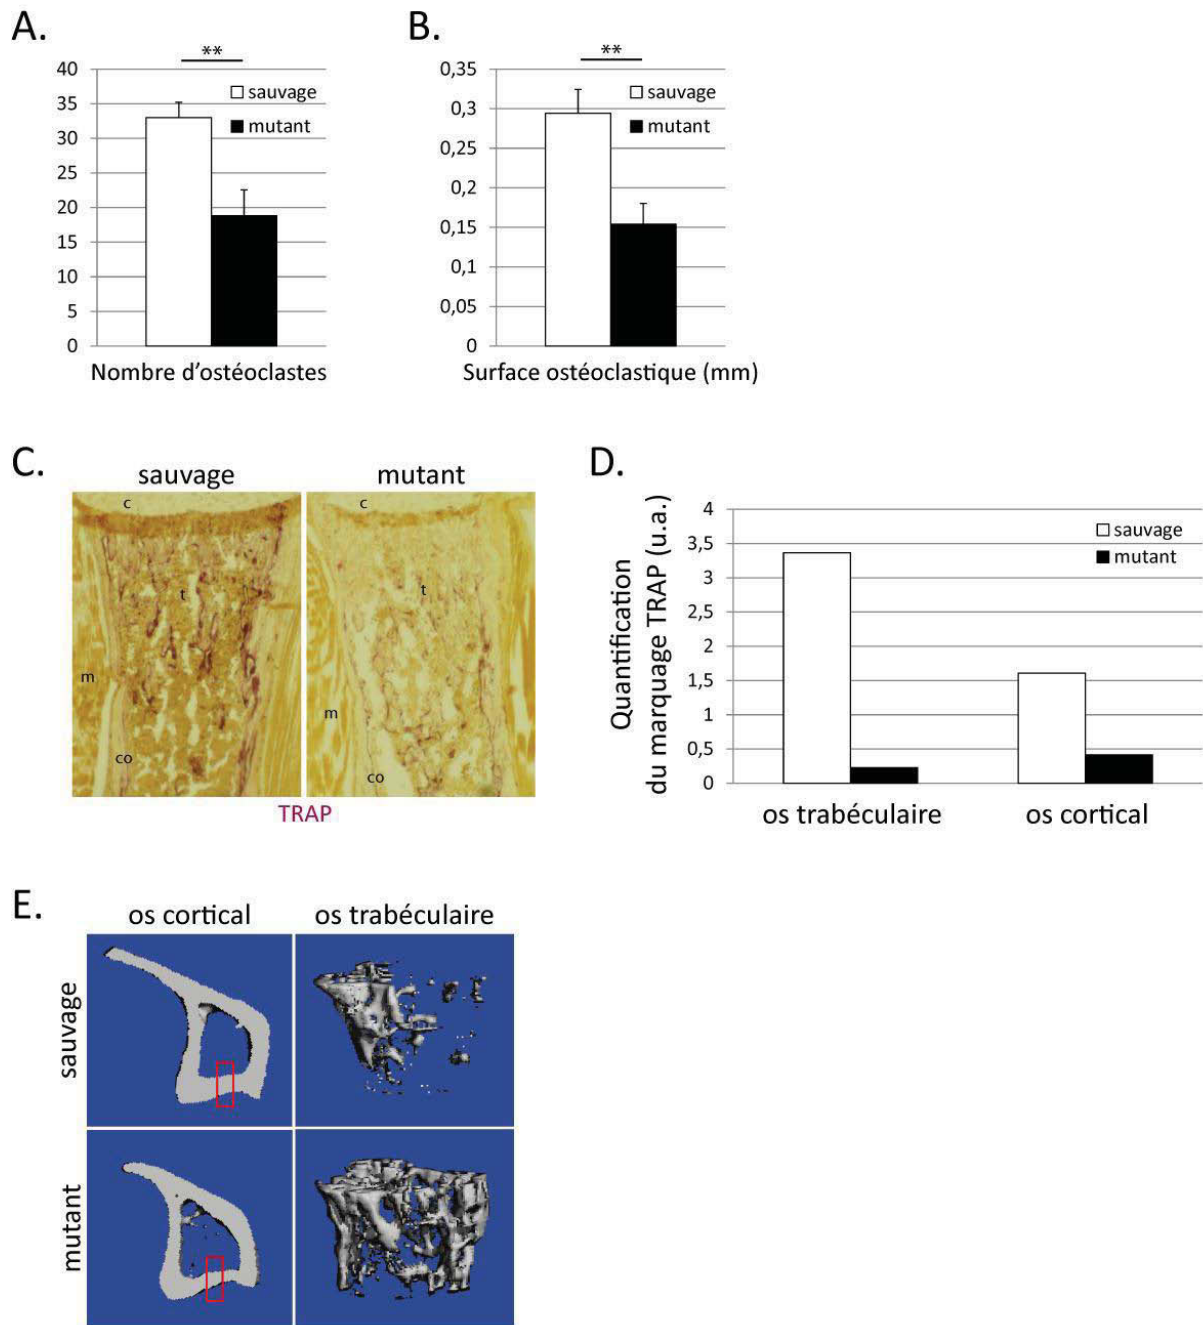 A.
**
40
35
30
25
20
15
10
5
0
sauvage
mutant
Nombre d'ostéoclastes
B.
**
0,35
0,3
0,25
0,2
0,15
0,1
0,05
0
sauvage
mutant
Surface ostéoclastique (mm)
C.
sauvage
mutant
c
t
m
co
c
t
m
co
TRAP
D.
Quantification
du marquage TRAP (u.a.)
4
3,5
3
2,5
2
1,5
1
0,5
0
sauvage
mutant
os trabéculaire
os cortical
E.
os cortical
os trabéculaire
sauvage
mutant